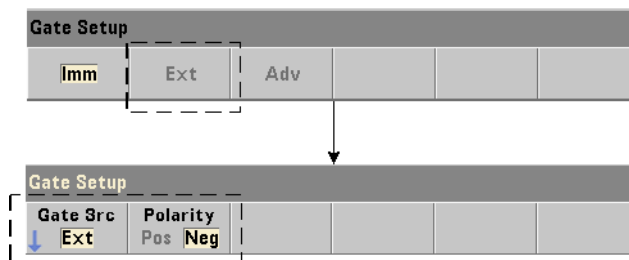 Gate Setup
Imm Ext Adv
Gate Setup
Gate Src Polarity
Ext Pos Neg